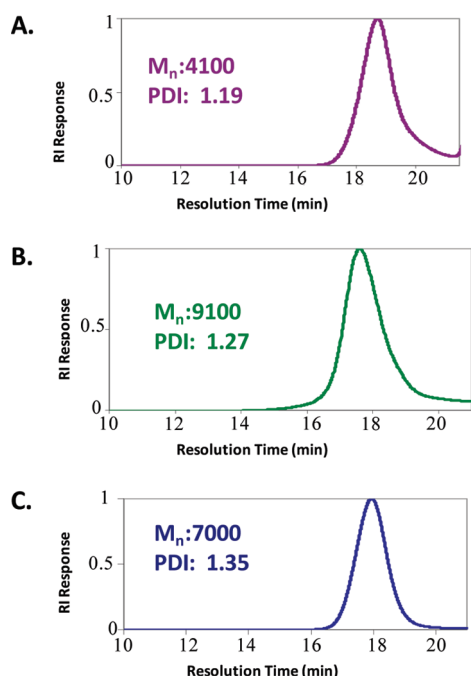 A.
1
Mn:4100
PDI: 1.19
0.5
RI Response
0
10 12 14 16 18 20
Resolution Time (min)
B.
1
Mn:9100
PDI: 1.27
0.5
RI Response
0
10 12 14 16 18 20
Resolution Time (min)
C.
1
Mn:7000
PDI: 1.35
0.5
RI Response
0
10 12 14 16 18 20
Resolution Time (min)